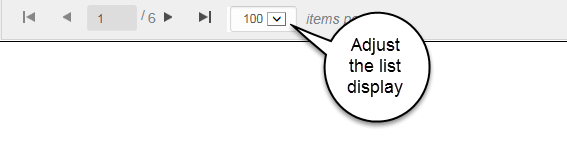 1 / 6 100 items
Adjust
the list
display